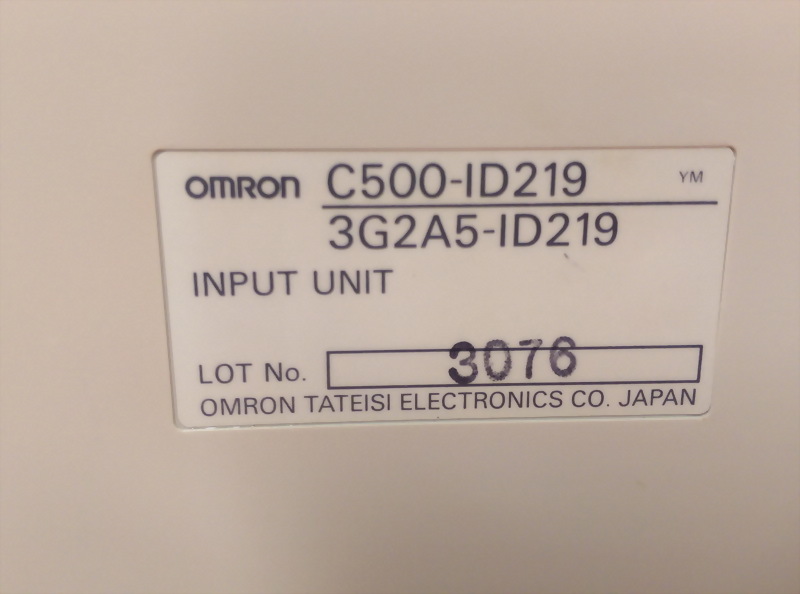 OMRON C500-ID219 YM
3G2A5-ID219
INPUT UNIT
LOT No. 3076
OMRON TATEISI ELECTRONICS CO. JAPAN